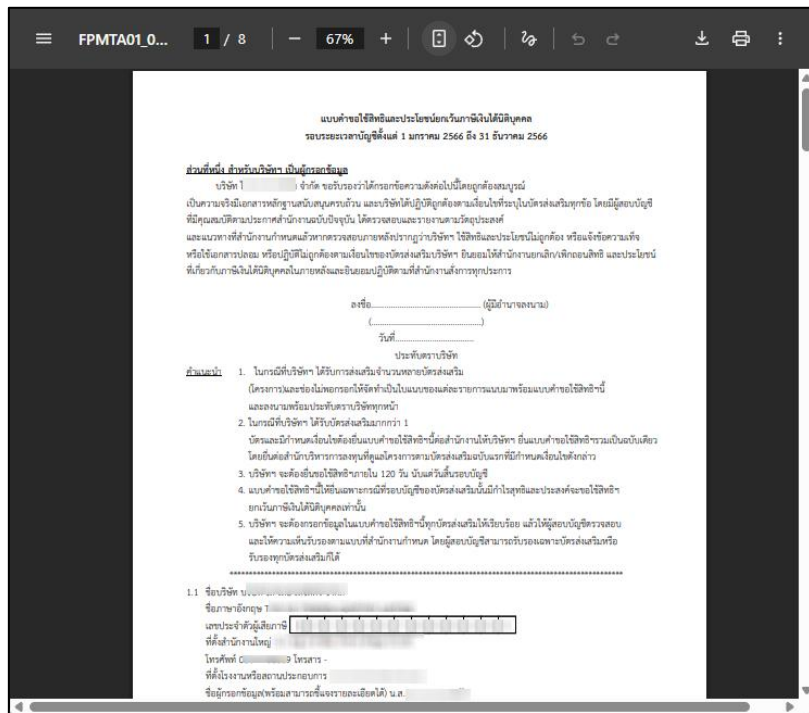 FPMTA01_0... 1 / 8 67%
แบบคำขอใช้สิทธิและประโยชน์ยกเว้นภาษีเงินได้นิติบุคคล
รอบระยะเวลาบัญชีตั้งแต่ 1 มกราคม 2566 ถึง 31 ธันวาคม 2566
ส่วนที่หนึ่ง สำหรับบริษัทฯ เป็นผู้กรอกข้อมูล
บริษัท จำกัด ขอรับรองว่าได้กรอกข้อความดังต่อไปนี้โดยถูกต้องสมบูรณ์
เป็นความจริงมีเอกสารหลักฐานสนับสนุนครบถ้วน และบริษัทได้ปฏิบัติถูกต้องตามเงื่อนไขที่ระบุในบัตรส่งเสริมทุกข้อ โดยมีผู้สอบบัญชี
ที่มีคุณสมบัติตามประกาศสำนักงานฉบับปัจจุบัน ได้ตรวจสอบและรายงานตามวัตถุประสงค์
และแนวทางที่สำนักงานกำหนดแล้วหากตรวจสอบภายหลังปรากฏว่าบริษัทฯ ใช้สิทธิและประโยชน์ไม่ถูกต้อง หรือแจ้งข้อความเท็จ
หรือใช้เอกสารปลอม หรือปฏิบัติไม่ถูกต้องตามเงื่อนไขของบัตรส่งเสริมบริษัทฯ ยินยอมให้สำนักงานยกเลิก/เพิกถอนสิทธิ และประโยชน์
ที่เกี่ยวกับภาษีเงินได้นิติบุคคลในภายหลังและยินยอมปฏิบัติตามที่สำนักงานสั่งการทุกประการ
ลงชื่อ.................................................. (ผู้มีอำนาจลงนาม)
(..................................................)
วันที่....................................
ประทับตราบริษัท
คำแนะนำ 1. ในกรณีที่บริษัทฯ ได้รับการส่งเสริมจำนวนหลายบัตรส่งเสริม
(โครงการ)และช่องไม่พอกรอกให้จัดทำเป็นใบแนบของแต่ละรายการแนบมาพร้อมแบบคำขอใช้สิทธิฯนี้
และลงนามพร้อมประทับตราบริษัททุกหน้า
2. ในกรณีที่บริษัทฯ ได้รับบัตรส่งเสริมมากกว่า 1
บัตรและมีกำหนดเงื่อนไขต้องยื่นแบบคำขอใช้สิทธิฯนี้ต่อสำนักงานให้บริษัทฯ ยื่นแบบคำขอใช้สิทธิฯรวมเป็นฉบับเดียว
โดยยื่นต่อสำนักบริหารการลงทุนที่ดูแลโครงการตามบัตรส่งเสริมฉบับแรกที่มีกำหนดเงื่อนไขดังกล่าว
3. บริษัทฯ จะต้องยื่นขอใช้สิทธิฯภายใน 120 วัน นับแต่วันสิ้นรอบบัญชี
4. แบบคำขอใช้สิทธิฯนี้ให้ยื่นเฉพาะกรณีที่รอบบัญชีของบัตรส่งเสริมนั้นมีกำไรสุทธิและประสงค์จะขอใช้สิทธิฯ
ยกเว้นภาษีเงินได้นิติบุคคลเท่านั้น
5. บริษัทฯ จะต้องกรอกข้อมูลในแบบคำขอใช้สิทธิฯนี้ทุกบัตรส่งเสริมให้เรียบร้อย แล้วให้ผู้สอบบัญชีตรวจสอบ
และให้ความเห็นรับรองตามแบบที่สำนักงานกำหนด โดยผู้สอบบัญชีสามารถรับรองเฉพาะบัตรส่งเสริมหรือ
รับรองทุกบัตรส่งเสริมก็ได้
1.1 ชื่อบริษัท
ชื่อภาษาอังกฤษ
เลขประจำตัวผู้เสียภาษี
ที่ตั้งสำนักงานใหญ่
โทรศัพท์ โทรสาร -
ที่ตั้งโรงงานหรือสถานประกอบการ
ชื่อผู้กรอกข้อมูล(พร้อมสามารถชี้แจงรายละเอียดได้) น.ส.